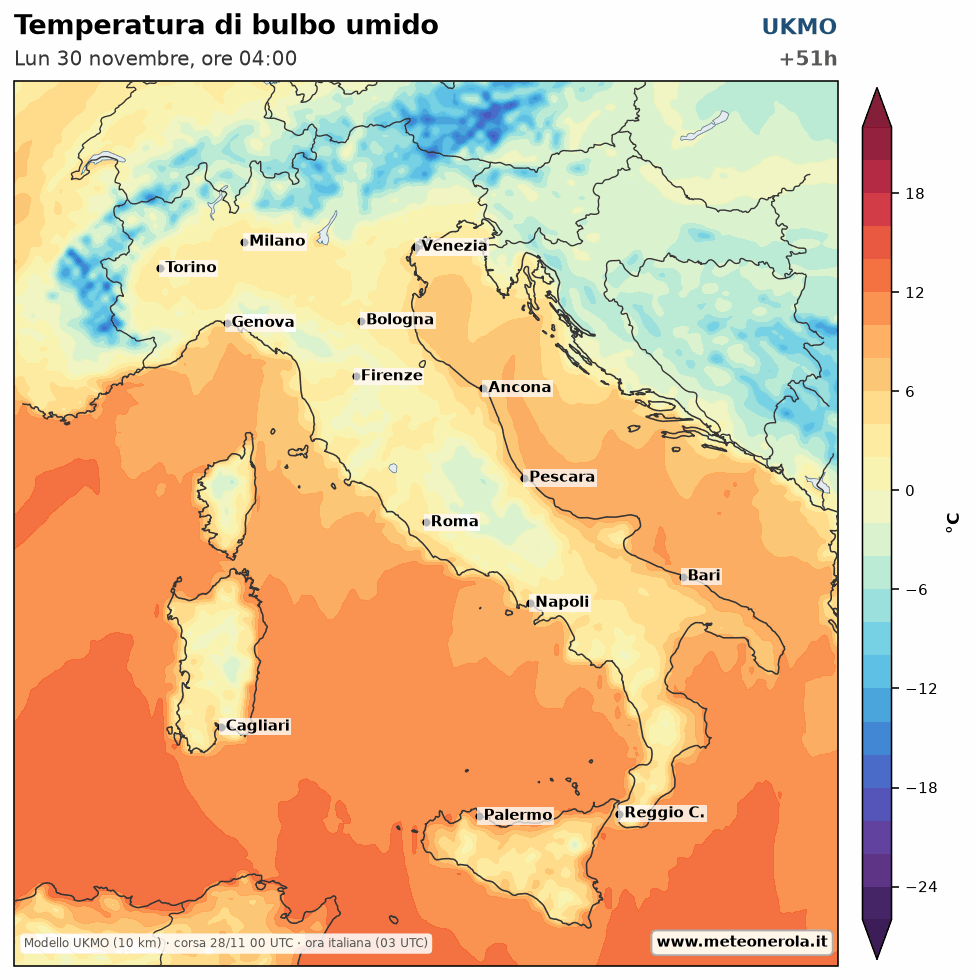 Temperatura di bulbo umido
UKMO
Lun 30 novembre, ore 04:00
+51h
Milano
Venezia
Torino
Genova
Bologna
Firenze
Ancona
Pescara
Roma
Bari
Napoli
Cagliari
Palermo
Reggio C.
18
12
6
0
−6
−12
−18
−24
°C
Modello UKMO (10 km) · corsa 28/11 00 UTC · ora italiana (03 UTC)
www.meteonerola.it